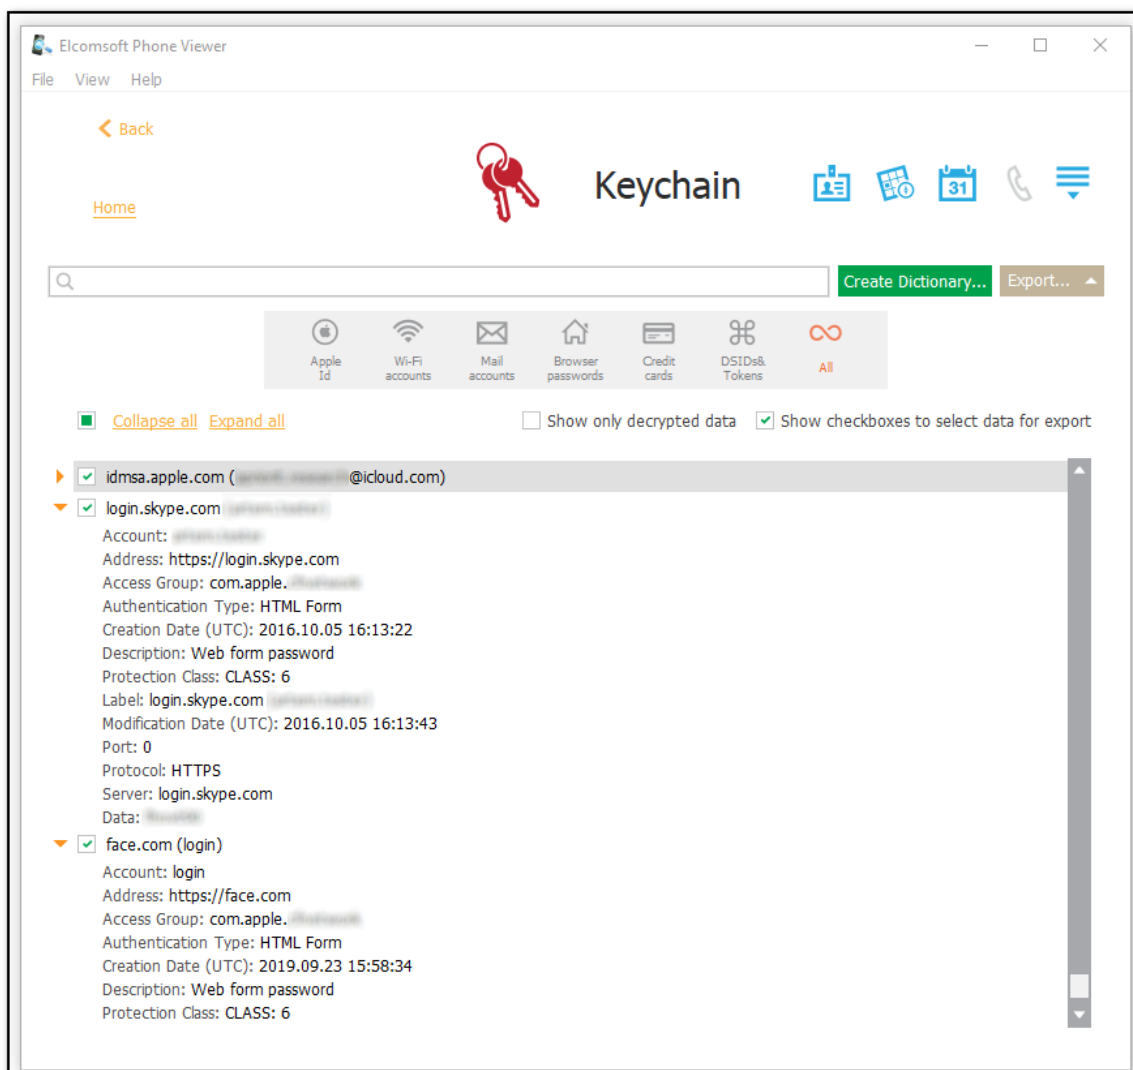 Elcomsoft Phone Viewer
File View Help
Back
Home
Keychain
31
Create Dictionary...
Export...
Apple Id
Wi-Fi accounts
Mail accounts
Browser passwords
Credit cards
DSIDs& Tokens
All
Collapse all Expand all
Show only decrypted data
Show checkboxes to select data for export
idmsa.apple.com ( @icloud.com)
login.skype.com
Account:
Address: https://login.skype.com
Access Group: com.apple.
Authentication Type: HTML Form
Creation Date (UTC): 2016.10.05 16:13:22
Description: Web form password
Protection Class: CLASS: 6
Label: login.skype.com
Modification Date (UTC): 2016.10.05 16:13:43
Port: 0
Protocol: HTTPS
Server: login.skype.com
Data:
face.com (login)
Account: login
Address: https://face.com
Access Group: com.apple.
Authentication Type: HTML Form
Creation Date (UTC): 2019.09.23 15:58:34
Description: Web form password
Protection Class: CLASS: 6